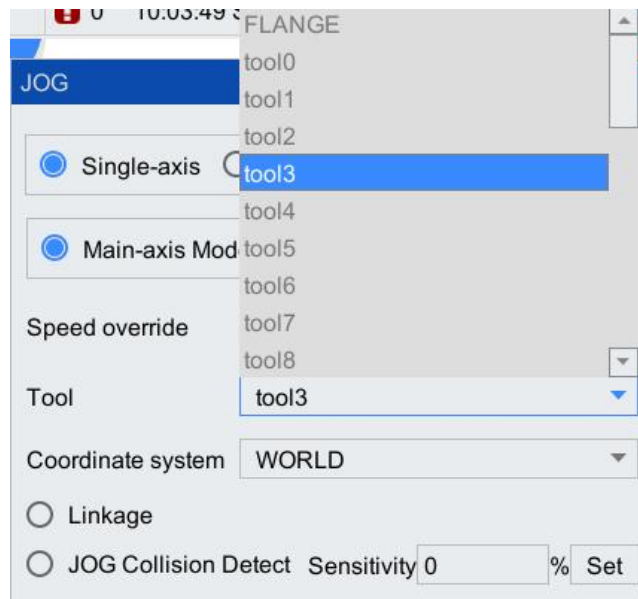 0 10:03:49
FLANGE
tool0
JOG
tool1
tool2
Single-axis
tool3
tool4
Main-axis Mod
tool5
tool6
Speed override
tool7
tool8
Tool
tool3
Coordinate system WORLD
Linkage
JOG Collision Detect Sensitivity 0 % Set